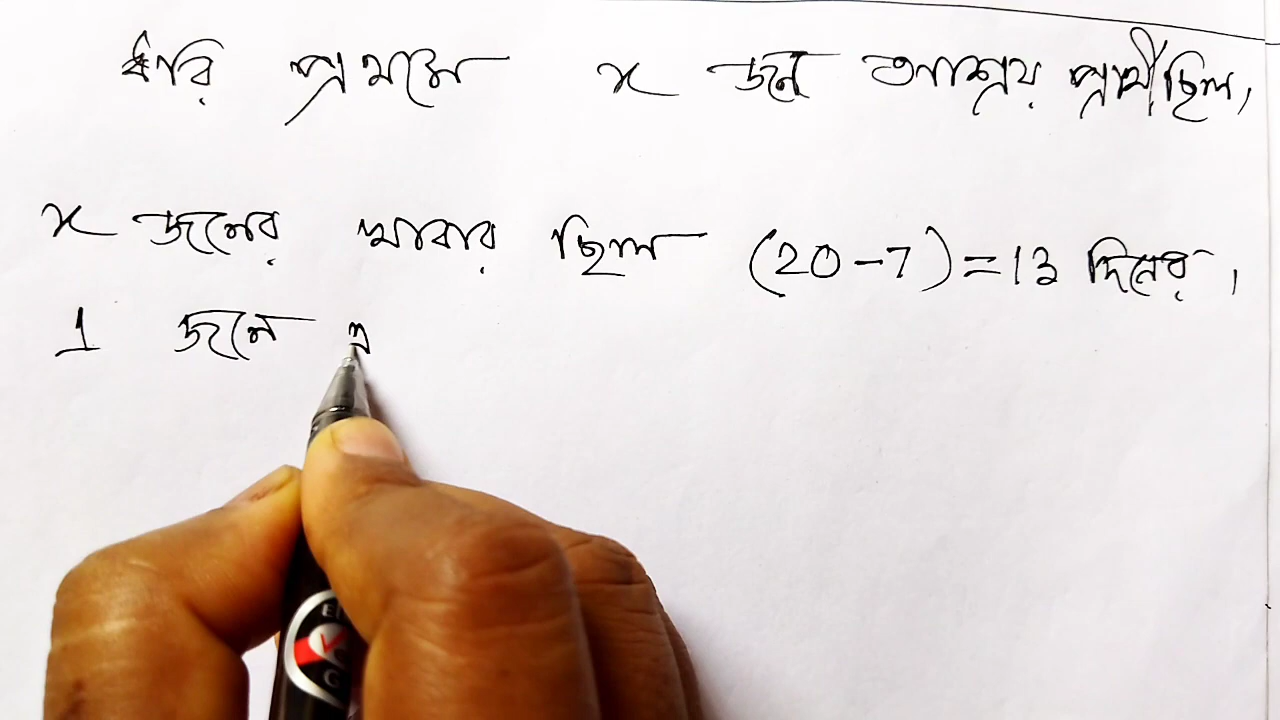 ধরি প্রথমে x জন আশ্রয় প্রার্থী ছিল।
x জনের খাবার ছিল (20-7)=13 দিনের।
1 জনে